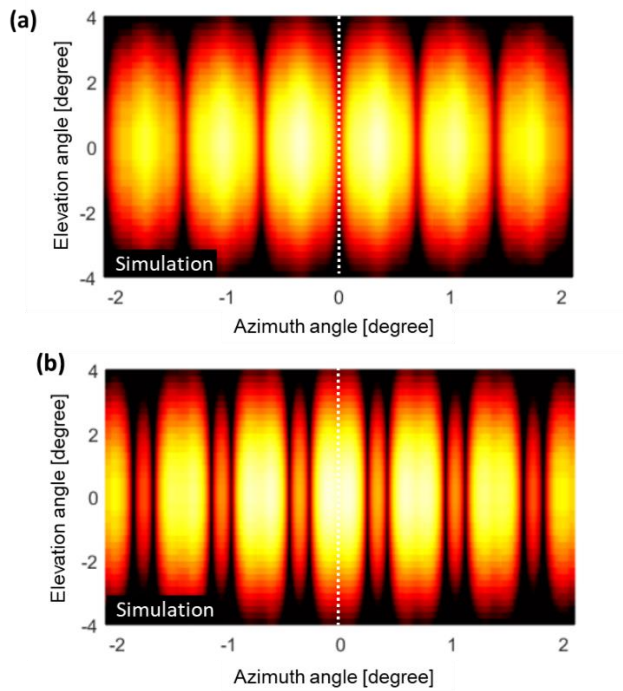 (a)
4
2
0
-2
-4
Elevation angle [degree]
Simulation
-2 -1 0 1 2
Azimuth angle [degree]
(b)
4
2
0
-2
-4
Elevation angle [degree]
Simulation
-2 -1 0 1 2
Azimuth angle [degree]